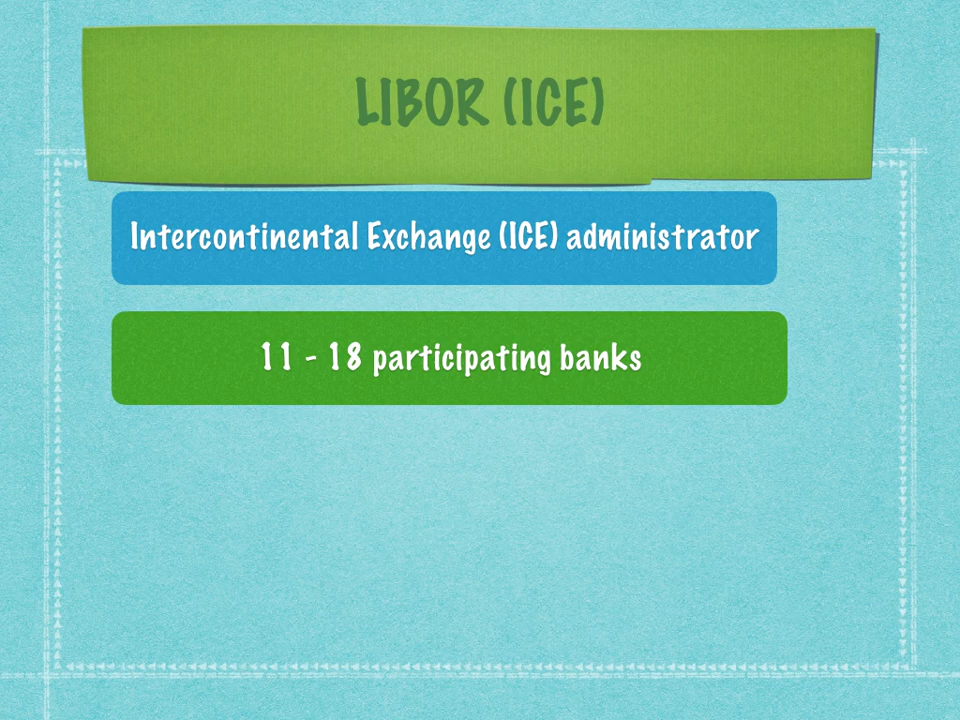 LIBOR (ICE)
Intercontinental Exchange (ICE) administrator
11 - 18 participating banks